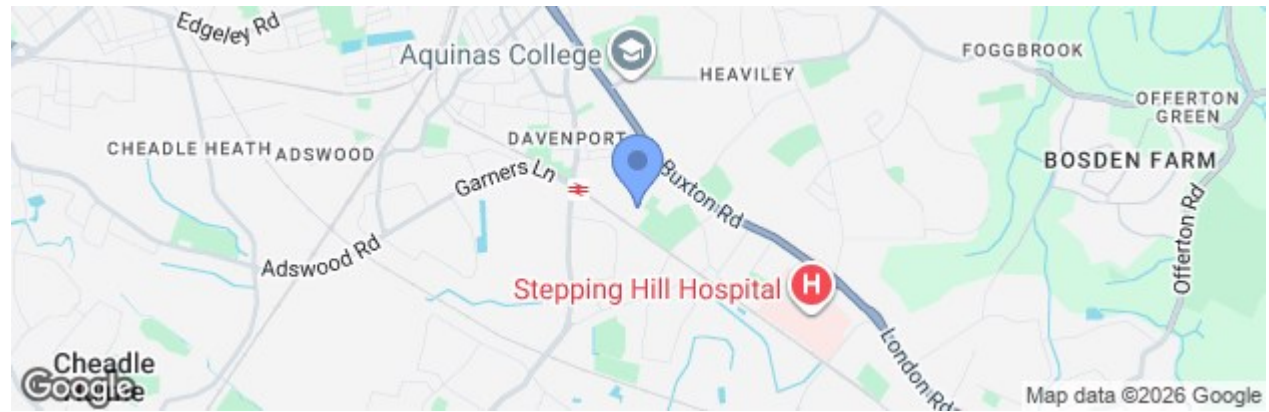 Edgeley Rd
Aquinas College
HEAVILEY
FOGGBROOK
OFFERTON
GREEN
DAVENPORT
CHEADLE HEATH
ADSWOOD
BOSDEN FARM
Garners Ln
Buxton Rd
Offerton Rd
Adswood Rd
Stepping Hill Hospital
H
London Rd
Cheadle
Google
Map data ©2026 Google